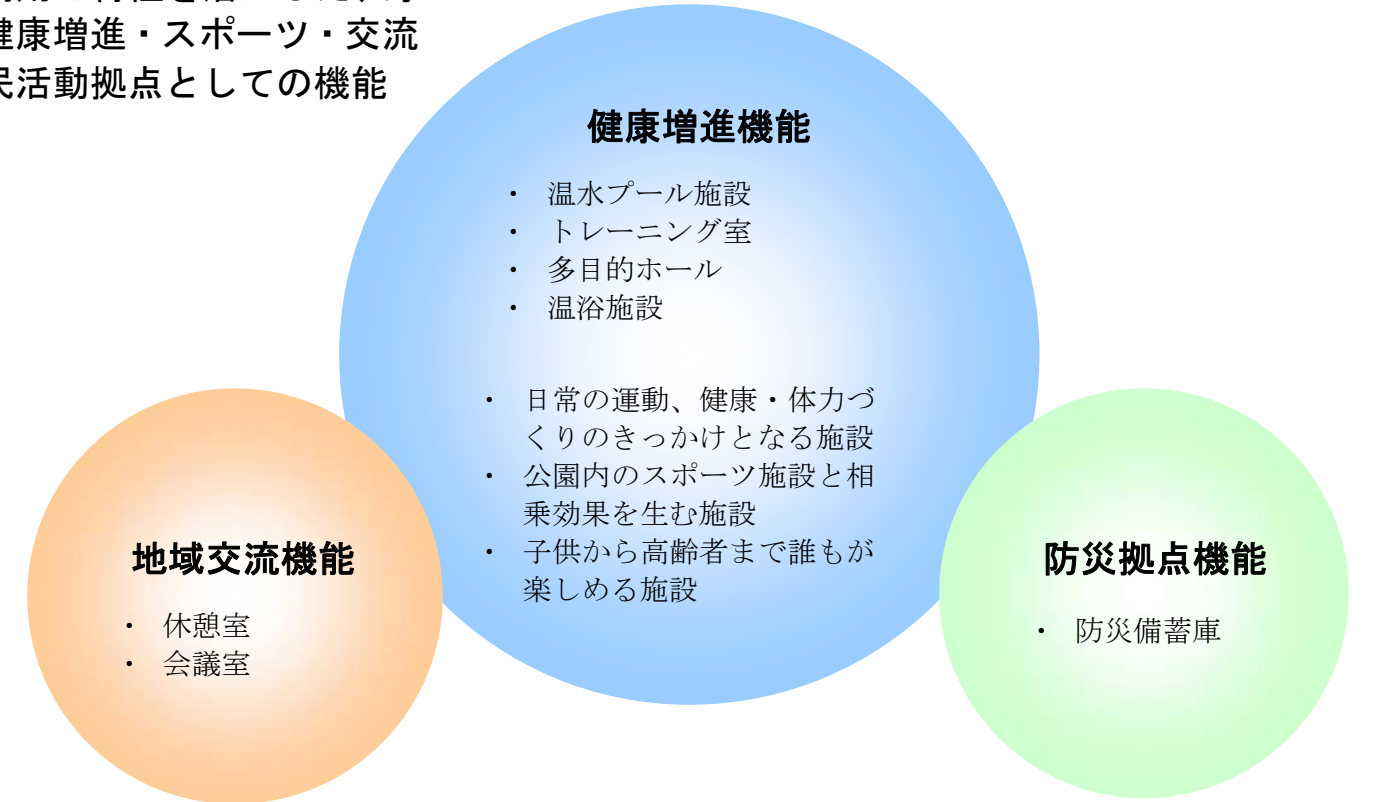 健康増進・スポーツ・交流
民活動拠点としての機能
健康増進機能
・ 温水プール施設
・ トレーニング室
・ 多目的ホール
・ 温浴施設
・ 日常の運動、健康・体力づ
くりのきっかけとなる施設
・ 公園内のスポーツ施設と相
乗効果を生む施設
・ 子供から高齢者まで誰もが
楽しめる施設
地域交流機能
・ 休憩室
・ 会議室
防災拠点機能
・ 防災備蓄庫